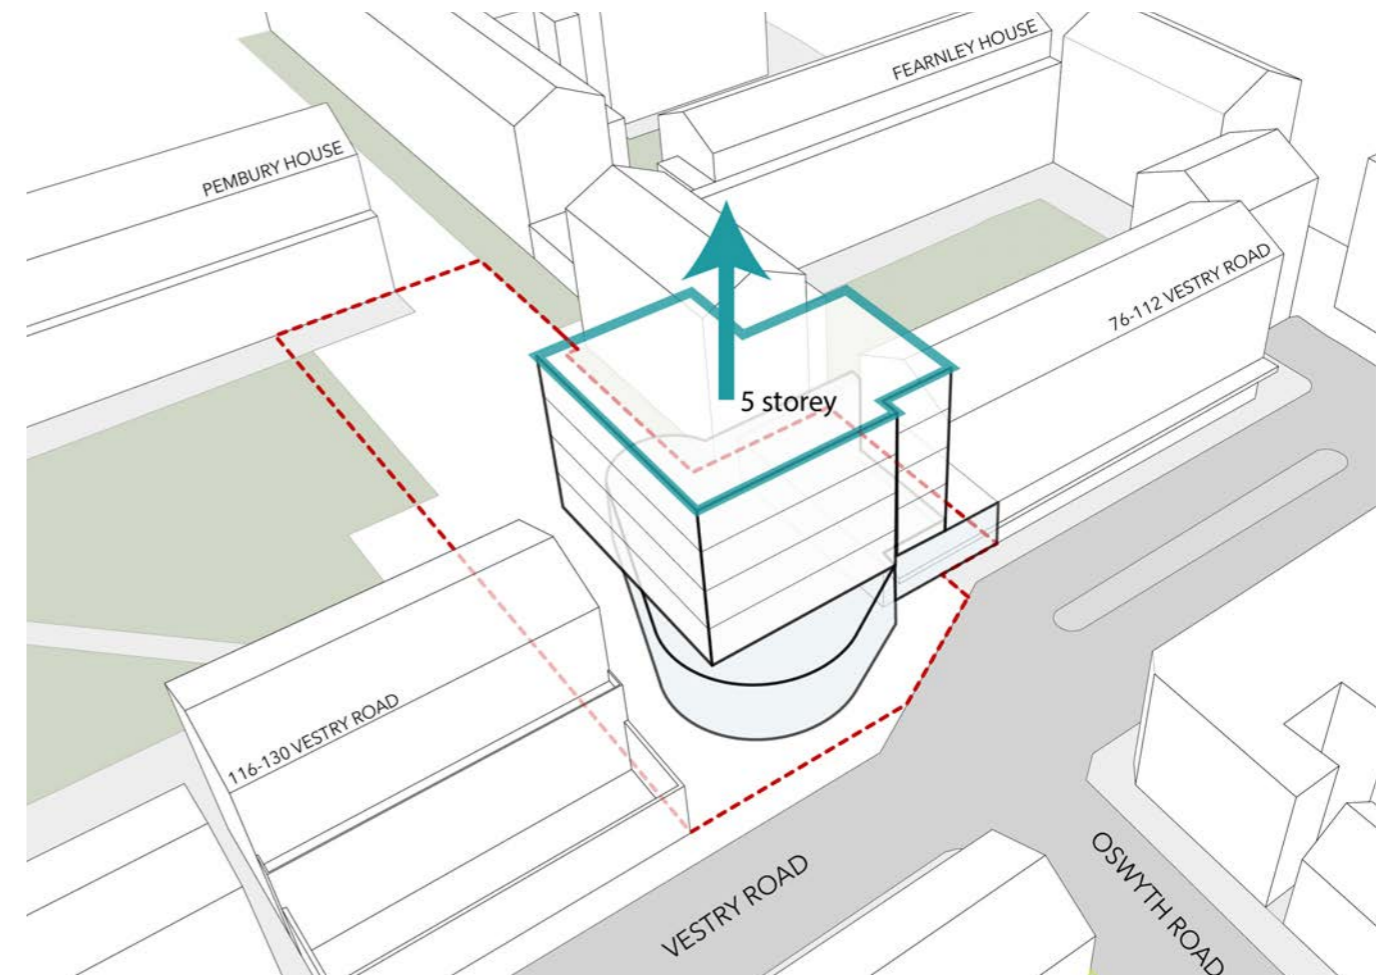 FEARNLEY HOUSE
PEMBURY HOUSE
76-112 VESTRY ROAD
5 storey
116-130 VESTRY ROAD
VESTRY ROAD
OSWYTH ROAD